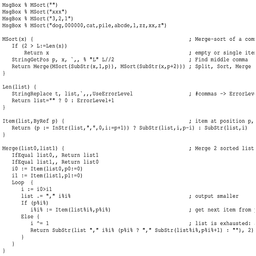 MsgBox % MSort("")
MsgBox % MSort("xxx")
MsgBox % MSort("3,2,1")
MsgBox % MSort("dog,000000,cat,pile,abcde,1,zz,xx,z")
MSort(x) { ; Merge-sort of a com
If (2 > L:=Len(x))
Return x ; empty or single ite
StringGetPos p, x, `,, % "L" L//2 ; Find middle comma
Return Merge(MSort(SubStr(x,1,p)), MSort(SubStr(x,p+2))) ; Split, Sort, Merge
}
Len(list) {
StringReplace t, list,`,,,UseErrorLevel ; #commas -> ErrorLev
Return list="" ? 0 : ErrorLevel+1
}
Item(list,ByRef p) { ; item at position p,
Return (p := InStr(list,",",0,i:=p+1)) ? SubStr(list,i,p-i) : SubStr(list,i)
}
Merge(list0,list1) { ; Merge 2 sorted list
IfEqual list0,, Return list1
IfEqual list1,, Return list0
i0 := Item(list0,p0:=0)
i1 := Item(list1,p1:=0)
Loop {
i := i0>i1
list .= "," i%i% ; output smaller
If (p%i%)
i%i% := Item(list%i%,p%i%) ; get next item from
Else {
i ^= 1 ; list is exhausted:
Return SubStr(list "," i%i% (p%i% ? "," SubStr(list%i%,p%i%+1) : ""), 2)
}
}
}